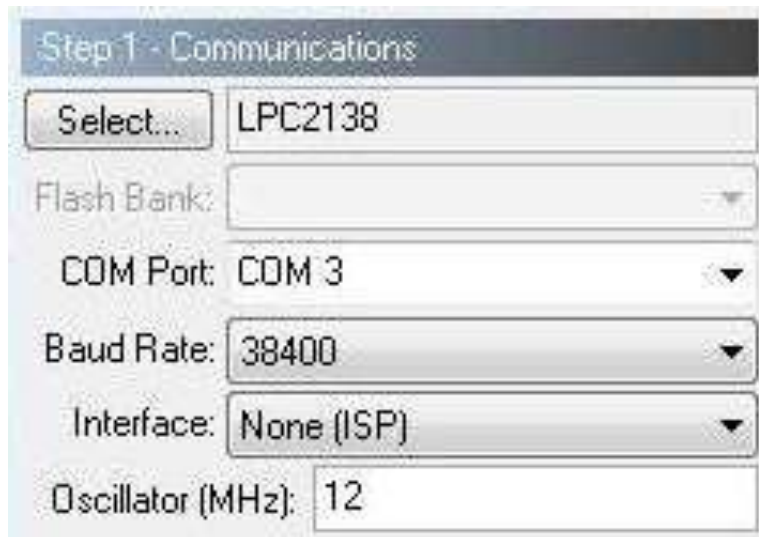 Step 1 - Communications
Select... LPC2138
Flash Bank:
COM Port: COM 3
Baud Rate: 38400
Interface: None (ISP)
Oscillator (MHz): 12